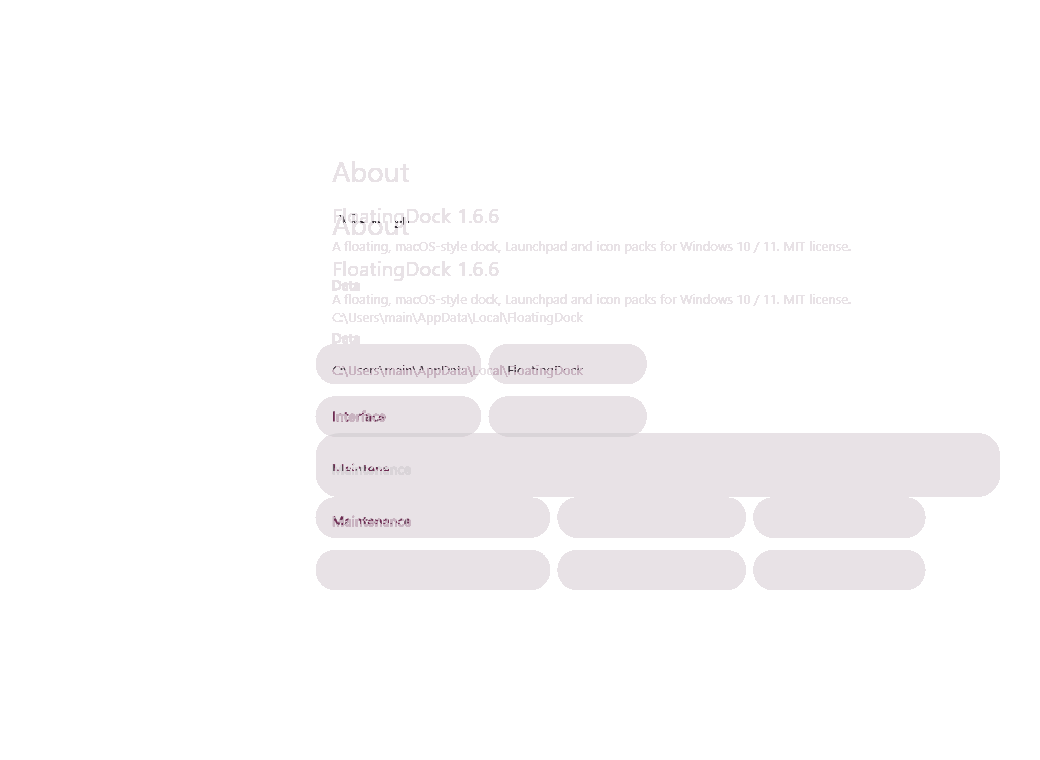 About
FloatingDock 1.6.6
About
A floating, macOS-style dock, Launchpad and icon packs for Windows 10 / 11. MIT license.
FloatingDock 1.6.6
Data
A floating, macOS-style dock, Launchpad and icon packs for Windows 10 / 11. MIT license.
C:\Users\main\AppData\Local\FloatingDock
Data
C:\Users\main\AppData\Local\FloatingDock
Interface
Maintenance
Maintenance